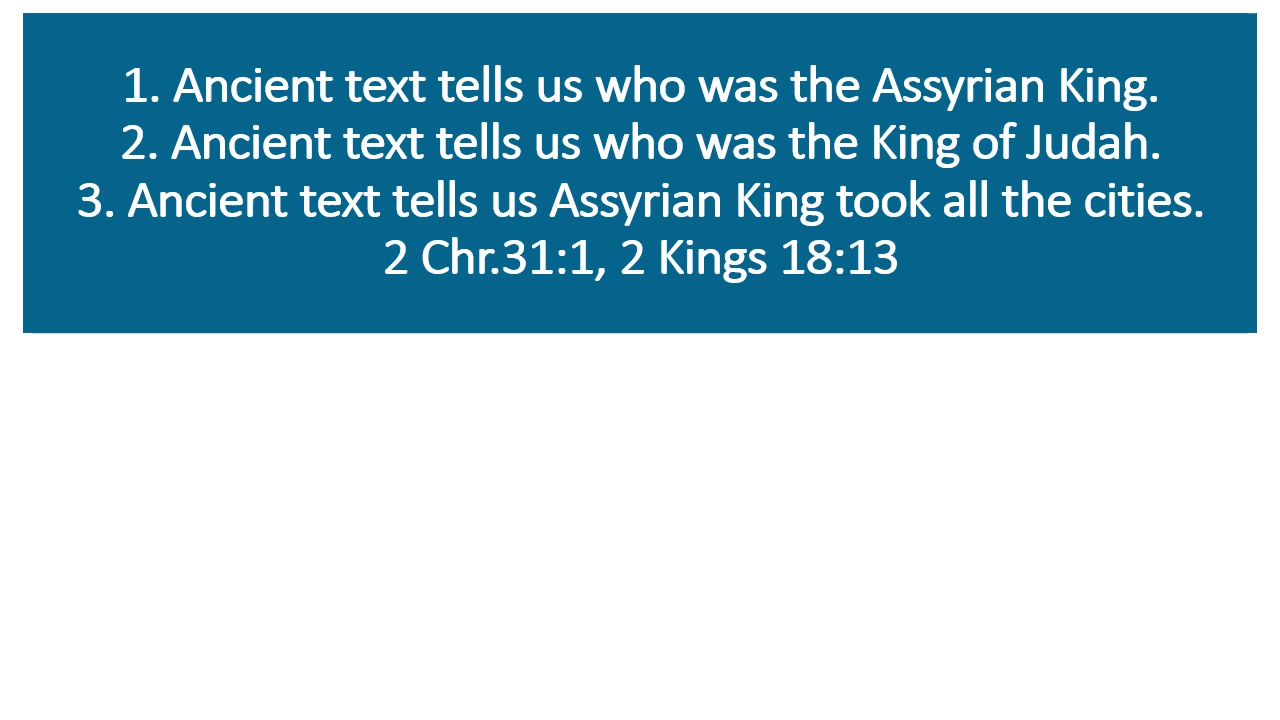 1. Ancient text tells us who was the Assyrian King.
2. Ancient text tells us who was the King of Judah.
3. Ancient text tells us Assyrian King took all the cities.
2 Chr.31:1, 2 Kings 18:13